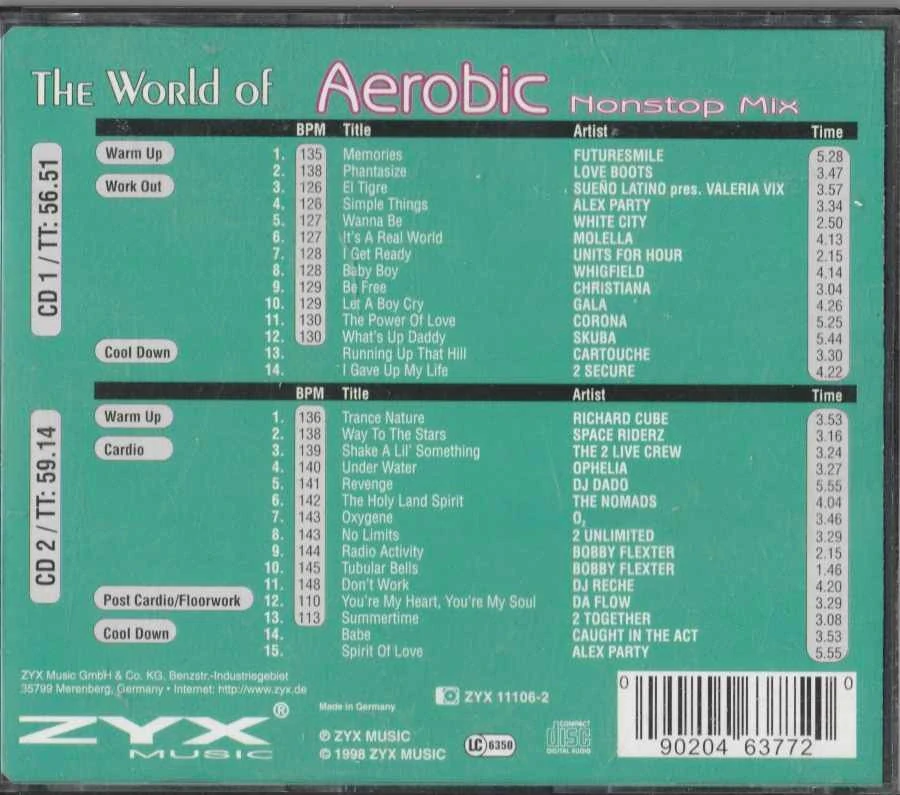 The World of Aerobic Nonstop Mix
BPM Title Artist Time
CD 1 / TT: 56.51
Warm Up 1. 135 Memories FUTURESMILE 5.28
2. 138 Phantasize LOVE BOOTS 3.47
Work Out 3. 126 El Tigre SUEÑO LATINO pres. VALERIA VIX 3.57
4. 126 Simple Things ALEX PARTY 3.34
5. 127 Wanna Be WHITE CITY 2.50
6. 127 It's A Real World MOLELLA 4.13
7. 128 I Get Ready UNITS FOR HOUR 2.15
8. 128 Baby Boy WHIGFIELD 4.14
9. 129 Be Free CHRISTIANA 3.04
10. 129 Let A Boy Cry GALA 4.26
11. 130 The Power Of Love CORONA 5.25
12. 130 What's Up Daddy SKUBA 5.44
Cool Down 13. Running Up That Hill CARTOUCHE 3.30
14. I Gave Up My Life 2 SECURE 4.22
BPM Title Artist Time
CD 2 / TT: 59.14
Warm Up 1. 136 Trance Nature RICHARD CUBE 3.53
2. 138 Way To The Stars SPACE RIDERZ 3.16
Cardio 3. 139 Shake A Lil' Something THE 2 LIVE CREW 3.24
4. 140 Under Water OPHELIA 3.27
5. 141 Revenge DJ DADO 5.55
6. 142 The Holy Land Spirit THE NOMADS 4.04
7. 143 Oxygene O₂ 3.46
8. 143 No Limits 2 UNLIMITED 3.29
9. 144 Radio Activity BOBBY FLEXTER 2.15
10. 145 Tubular Bells BOBBY FLEXTER 1.46
11. 148 Don't Work DJ RECHE 4.20
Post Cardio/Floorwork 12. 110 You're My Heart, You're My Soul DA FLOW 3.29
13. 113 Summertime 2 TOGETHER 3.08
Cool Down 14. Babe CAUGHT IN THE ACT 3.53
15. Spirit Of Love ALEX PARTY 5.55
ZYX Music GmbH & Co. KG, Benzstr.-Industriegebiet
35799 Merenberg, Germany • Internet: http://www.zyx.de
ZYX®
MUSIC
Made in Germany
℗ ZYX MUSIC
© 1998 ZYX MUSIC
ZYX 11106-2
LC 6350
COMPACT
disc
DIGITAL AUDIO
0 90204 63772 0